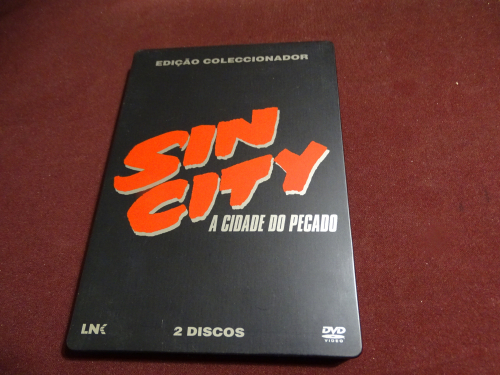 EDIÇÃO COLECCIONADOR
SIN
CITY
A CIDADE DO PECADO
LNK
2 DISCOS
DVD
VIDEO